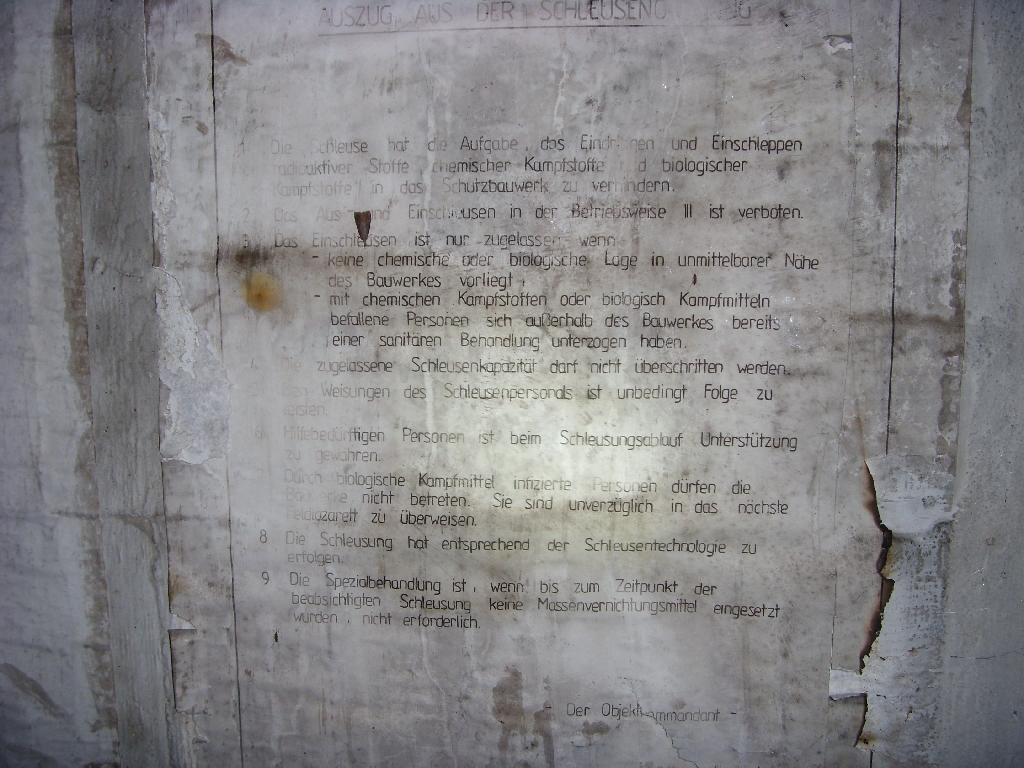 AUSZUG AUS DER
1 Die Schleuse hat die Aufgabe, das Eindringen und Einschleppen
radioaktiver Stoffe chemischer Kampfstoffe und biologischer
Kampfstoffe in das Schutzbauwerk zu verhindern.
2. Das Aus- und Einschleusen in der Betriebsweise III ist verboten.
3 Das Einschleusen ist nur zugelassen wenn
- keine chemische oder biologische Lage in unmittelbarer Nähe
des Bauwerkes vorliegt,
- mit chemischen Kampfstoffen oder biologisch Kampfmitteln
befallene Personen sich außerhalb des Bauwerkes bereits
einer sanitären Behandlung unterzogen haben.
4. Die zugelassene Schleusenkapazität darf nicht überschritten werden.
Weisungen des Schleusenpersonals ist unbedingt Folge zu
leisten.
6 Hilfebedürftigen Personen ist beim Schleusungsablauf Unterstützung
zu gewähren.
7 Durch biologische Kampfmittel infizierte Personen dürfen die
Bauwerke nicht betreten. Sie sind unverzüglich in das nächste
Feldlazarett zu überweisen.
8 Die Schleusung hat entsprechend der Schleusentechnologie zu
erfolgen.
9 Die Spezialbehandlung ist, wenn bis zum Zeitpunkt der
beabsichtigten Schleusung keine Massenvernichtungsmittel eingesetzt
wurden, nicht erforderlich.
- Der Objektkommandant -